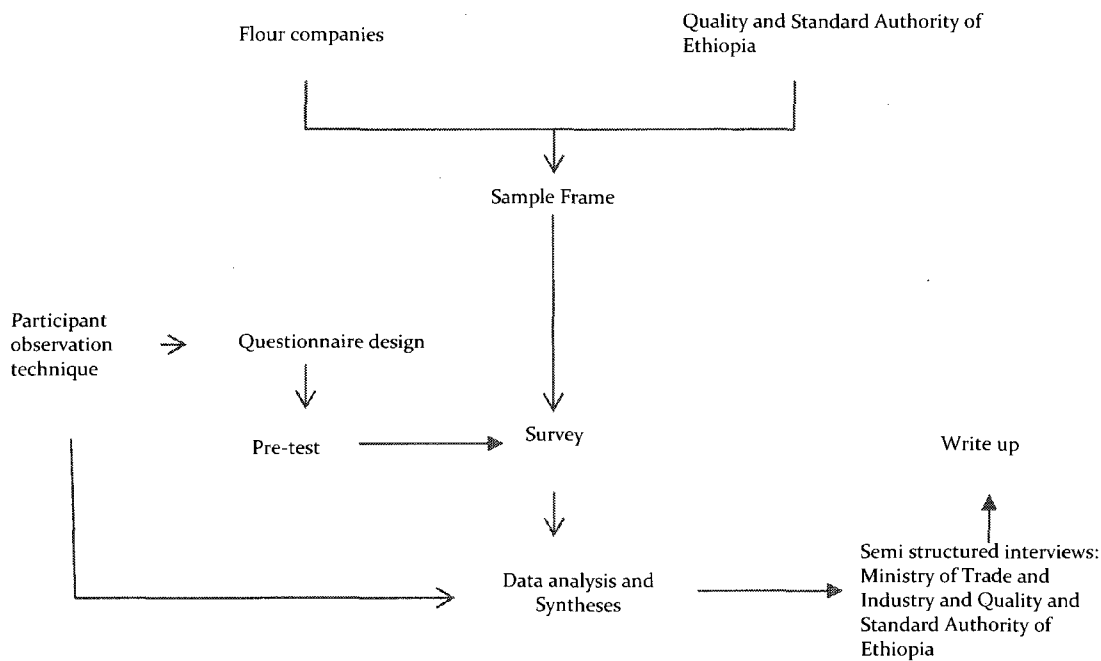 Flour companies
Quality and Standard Authority of
Ethiopia
Sample Frame
Participant
observation
technique
Questionnaire design
Pre-test
Survey
Write up
Data analysis and
Syntheses
Semi structured interviews:
Ministry of Trade and
Industry and Quality and
Standard Authority of
Ethiopia